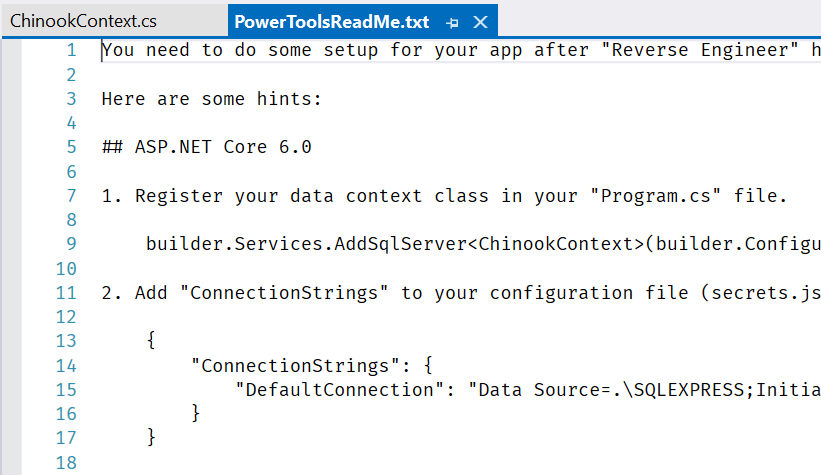 ChinookContext.cs PowerToolsReadMe.txt
1 You need to do some setup for your app after "Reverse Engineer" h
2
3 Here are some hints:
4
5 ## ASP.NET Core 6.0
6
7 1. Register your data context class in your "Program.cs" file.
8
9 builder.Services.AddSqlServer<ChinookContext>(builder.Configu
10
11 2. Add "ConnectionStrings" to your configuration file (secrets.js
12
13 {
14 "ConnectionStrings": {
15 "DefaultConnection": "Data Source=.\SQLEXPRESS;Initia
16 }
17 }
18